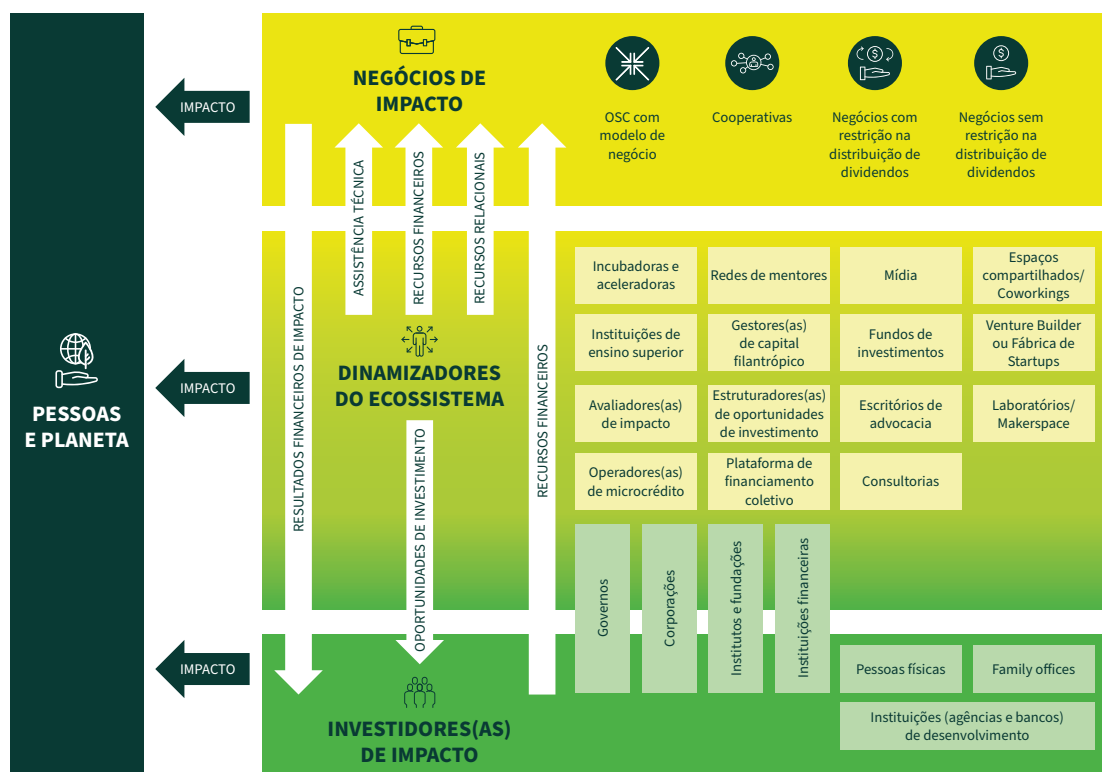 PESSOAS
E PLANETA
IMPACTO
NEGÓCIOS DE
IMPACTO
OSC com
modelo de
negócio
Cooperativas
Negócios com
restrição na
distribuição de
dividendos
Negócios sem
restrição na
distribuição de
dividendos
RESULTADOS FINANCEIROS DE IMPACTO
ASSISTÊNCIA TÉCNICA
RECURSOS FINANCEIROS
RECURSOS RELACIONAIS
RECURSOS FINANCEIROS
IMPACTO
DINAMIZADORES
DO ECOSSISTEMA
OPORTUNIDADES DE INVESTIMENTO
Incubadoras e
aceleradoras
Redes de mentores
Mídia
Espaços
compartilhados/
Coworkings
Instituições de
ensino superior
Gestores(as)
de capital
filantrópico
Fundos de
investimentos
Venture Builder
ou Fábrica de
Startups
Avaliadores(as)
de impacto
Estruturadores(as)
de oportunidades
de investimento
Escritórios de
advocacia
Laboratórios/
Makerspace
Operadores(as)
de microcrédito
Plataforma de
financiamento
coletivo
Consultorias
Governos
Corporações
Institutos e fundações
Instituições financeiras
IMPACTO
INVESTIDORES(AS)
DE IMPACTO
Pessoas físicas
Family offices
Instituições (agências e bancos)
de desenvolvimento